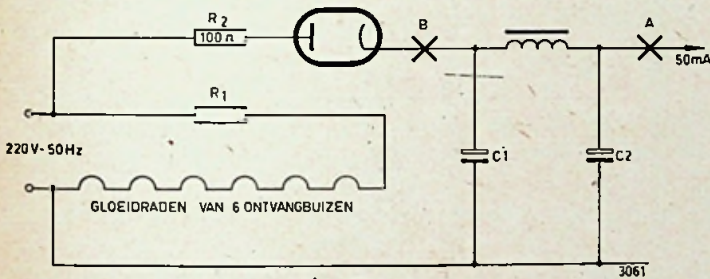 R2
100 Ω
B
A
50mA
R1
220V-50Hz
C1
C2
GLOEIDRADEN VAN 6 ONTVANGBUIZEN
3061